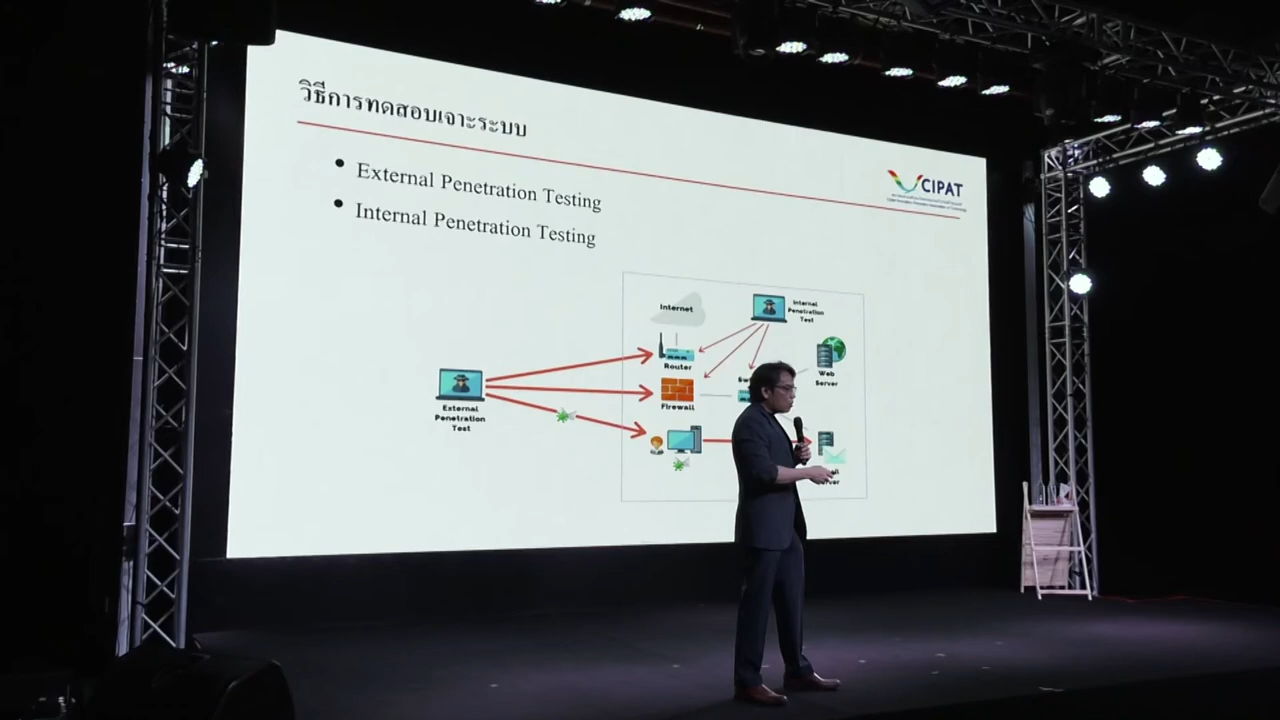 วิธีการทดสอบเจาะระบบ
CIPAT
• External Penetration Testing
• Internal Penetration Testing
Internet
Internal
Penetration
Test
Router
Web
Server
Firewall
External
Penetration
Test